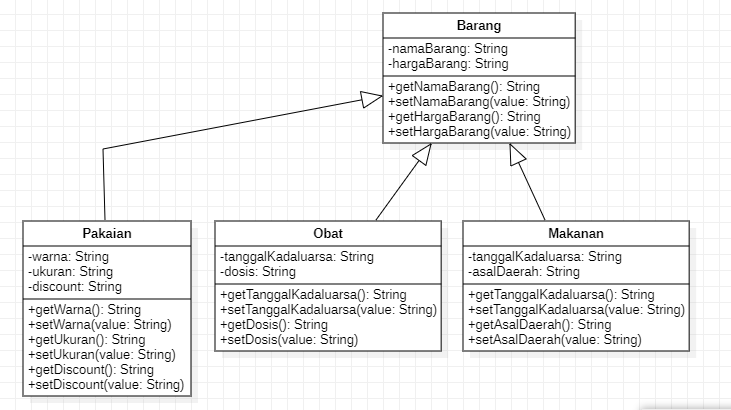 Barang
-namaBarang: String
-hargaBarang: String
+getNamaBarang(): String
+setNamaBarang(value: String)
+getHargaBarang(): String
+setHargaBarang(value: String)
Pakaian
-warna: String
-ukuran: String
-discount: String
+getWarna(): String
+setWarna(value: String)
+getUkuran(): String
+setUkuran(value: String)
+getDiscount(): String
+setDiscount(value: String)
Obat
-tanggalKadaluarsa: String
-dosis: String
+getTanggalKadaluarsa(): String
+setTanggalKadaluarsa(value: String)
+getDosis(): String
+setDosis(value: String)
Makanan
-tanggalKadaluarsa: String
-asalDaerah: String
+getTanggalKadaluarsa(): String
+setTanggalKadaluarsa(value: String)
+getAsalDaerah(): String
+setAsalDaerah(value: String)